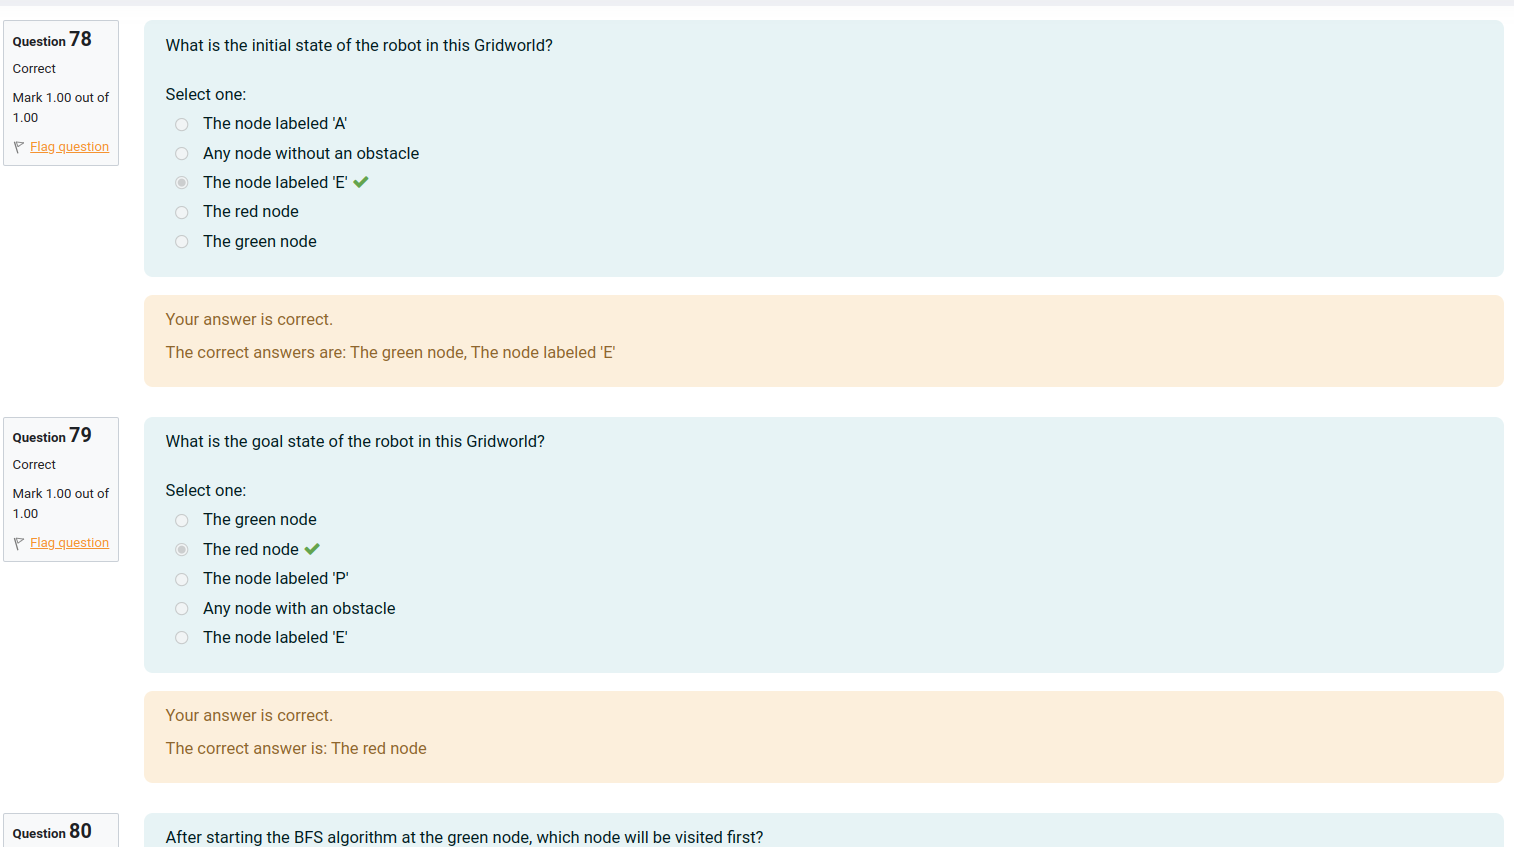 Question 78
Correct
Mark 1.00 out of
1.00
Flag question
What is the initial state of the robot in this Gridworld?
Select one:
The node labeled 'A'
Any node without an obstacle
The node labeled 'E'
The red node
The green node
Your answer is correct.
The correct answers are: The green node, The node labeled 'E'
Question 79
Correct
Mark 1.00 out of
1.00
Flag question
What is the goal state of the robot in this Gridworld?
Select one:
The green node
The red node
The node labeled 'P'
Any node with an obstacle
The node labeled 'E'
Your answer is correct.
The correct answer is: The red node
Question 80
After starting the BFS algorithm at the green node, which node will be visited first?